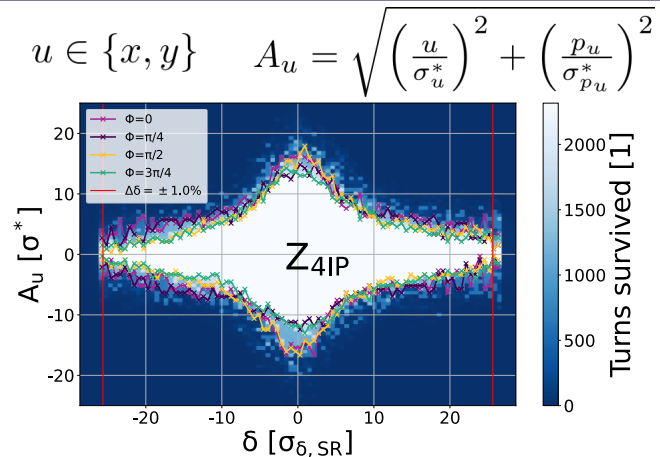 u ∈ {x, y} A_u = √((u/σ*_u)² + (p_u/σ*_{p_u})²)
Φ=0
Φ=π/4
Φ=π/2
Φ=3π/4
Δδ = ±1.0%
Z_4IP
20
10
0
-10
-20
A_u [σ*]
-20 -10 0 10 20
δ [σ_δ, SR]
2000
1500
1000
500
0
Turns survived [1]